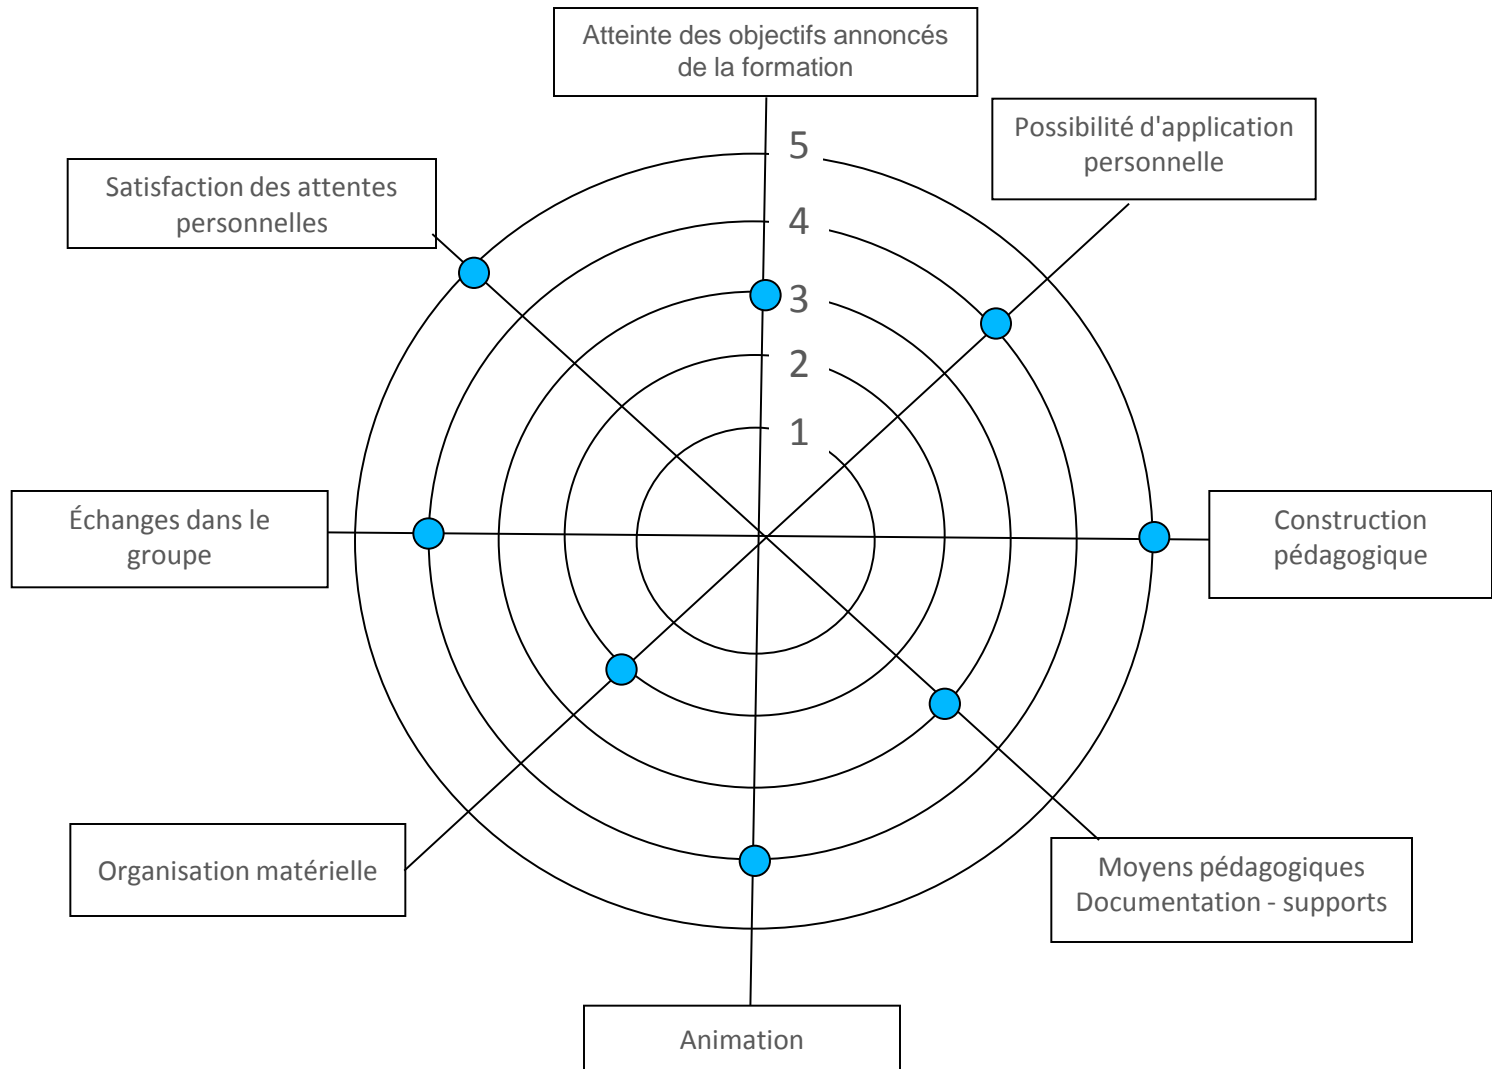 Atteinte des objectifs annoncés
de la formation
Possibilité d'application
personnelle
Satisfaction des attentes
personnelles
5
4
3
2
1
Échanges dans le
groupe
Construction
pédagogique
Organisation matérielle
Moyens pédagogiques
Documentation - supports
Animation